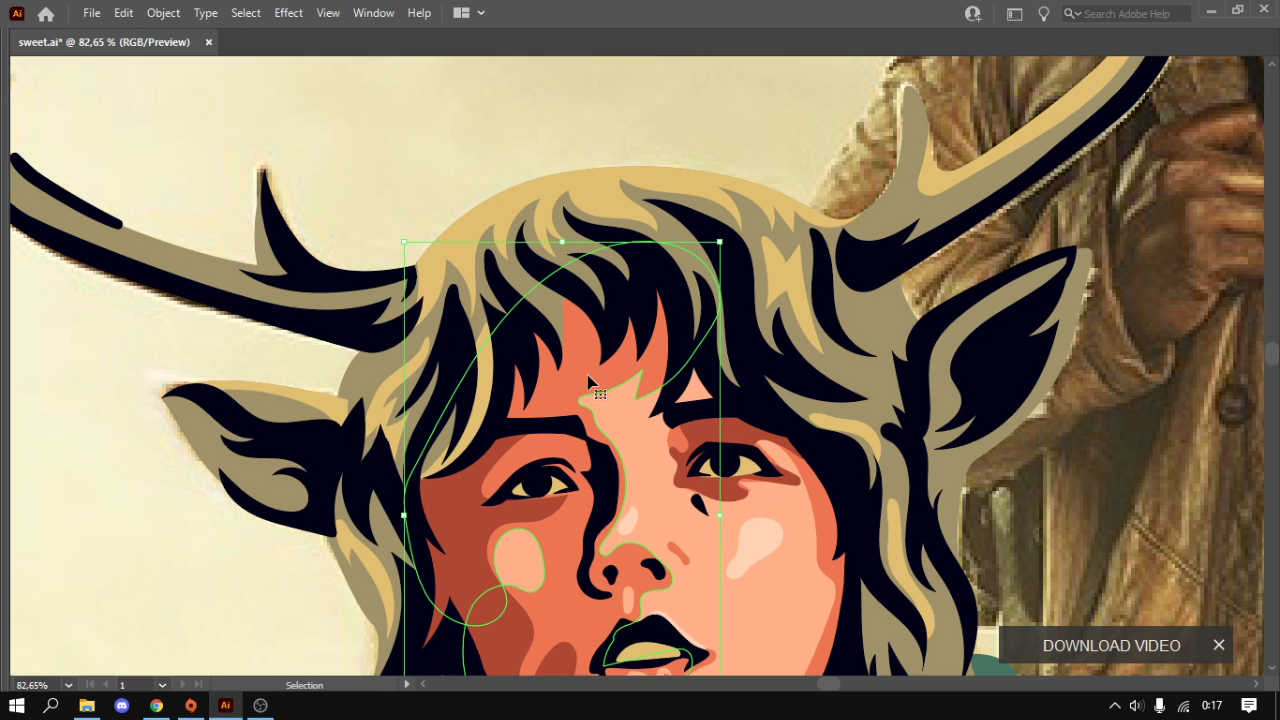 Ai File Edit Object Type Select Effect View Window Help Search Adobe Help
sweet.ai* @ 82,65 % (RGB/Preview) ×
DOWNLOAD VIDEO ×
82,65% 1 Selection
Ai 0:17